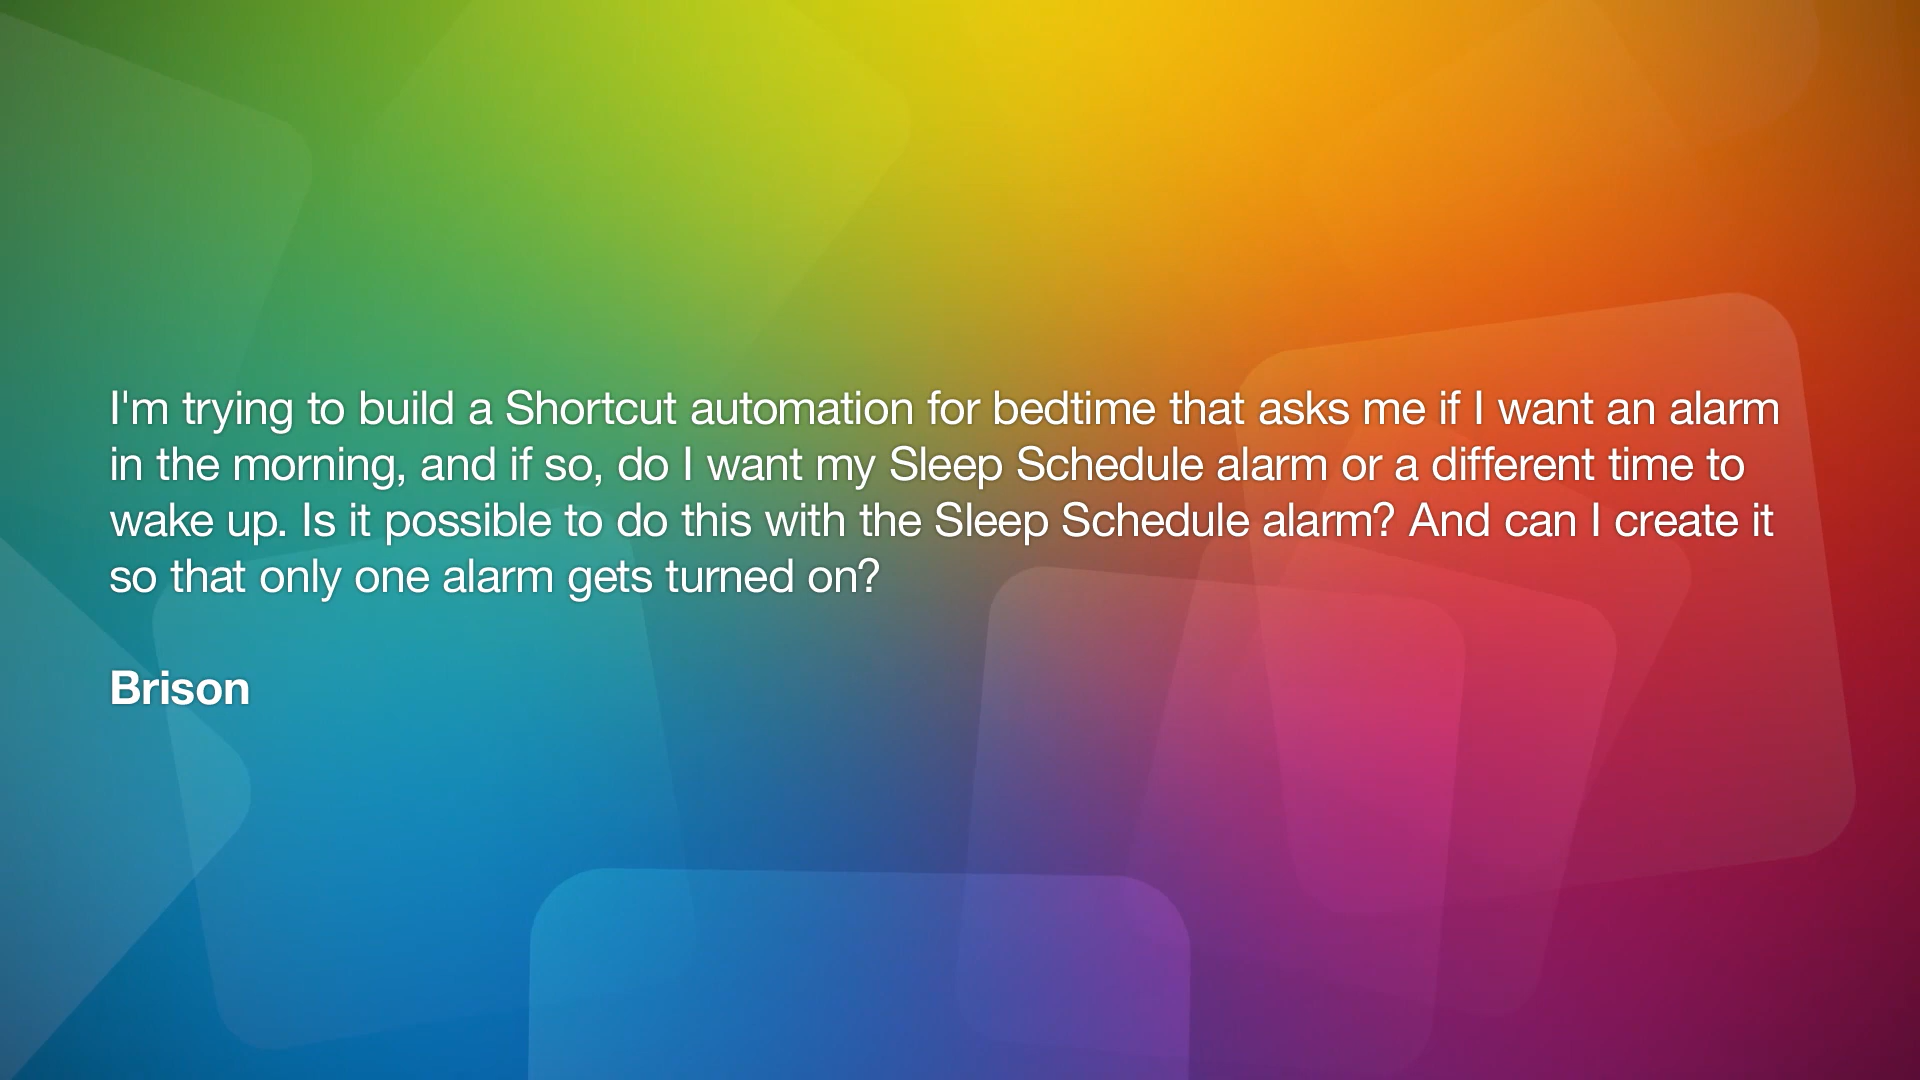 I'm trying to build a Shortcut automation for bedtime that asks me if I want an alarm
in the morning, and if so, do I want my Sleep Schedule alarm or a different time to
wake up. Is it possible to do this with the Sleep Schedule alarm? And can I create it
so that only one alarm gets turned on?
Brison